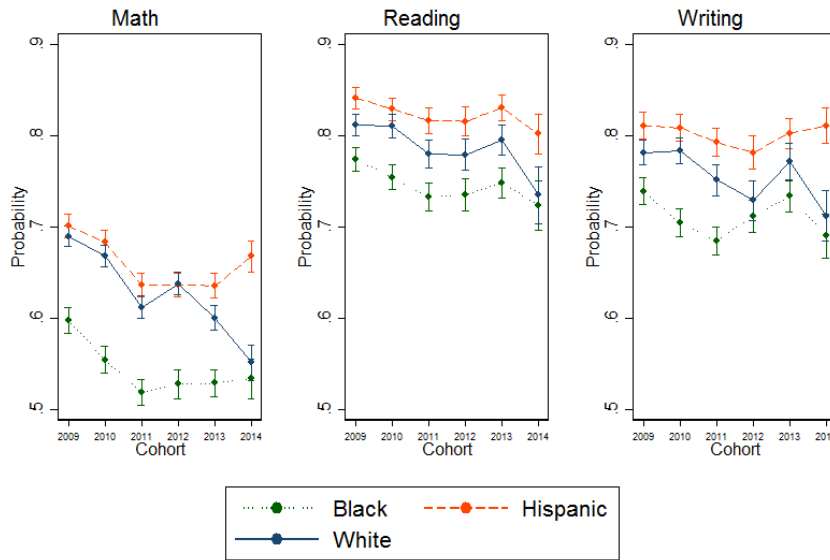 Math
Reading
Writing
Probability
.5 .6 .7 .8 .9
2009 2010 2011 2012 2013 2014
Cohort
Probability
.5 .6 .7 .8 .9
2009 2010 2011 2012 2013 2014
Cohort
Probability
.5 .6 .7 .8 .9
2009 2010 2011 2012 2013 2014
Cohort
Black Hispanic
White